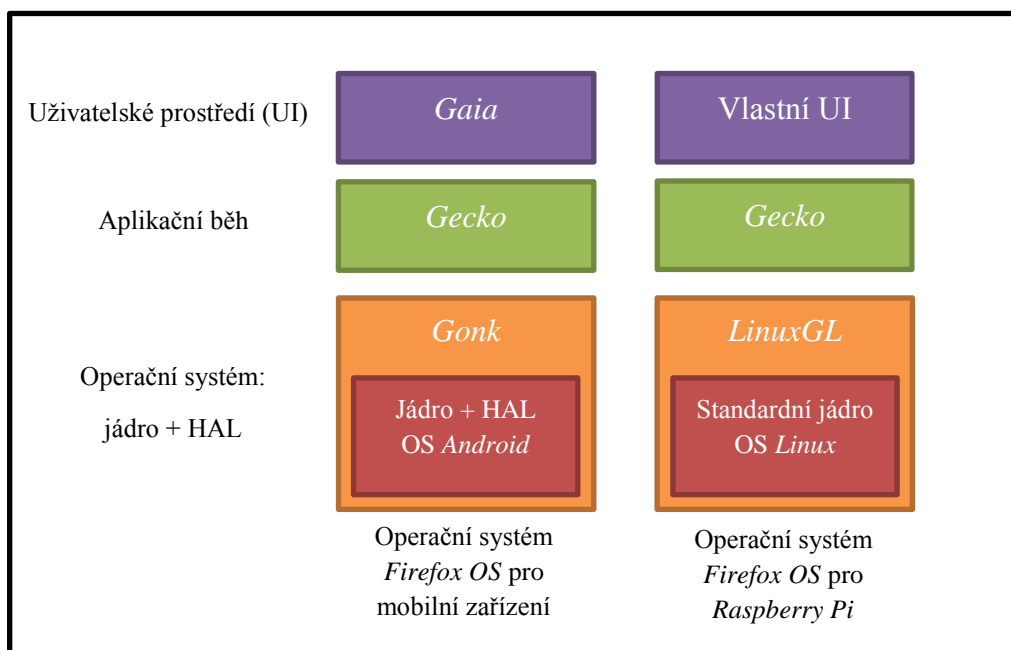 Uživatelské prostředí (UI)
Gaia
Vlastní UI
Aplikační běh
Gecko
Gecko
Operační systém:
jádro + HAL
Gonk
Jádro + HAL
OS Android
LinuxGL
Standardní jádro
OS Linux
Operační systém
Firefox OS pro
mobilní zařízení
Operační systém
Firefox OS pro
Raspberry Pi